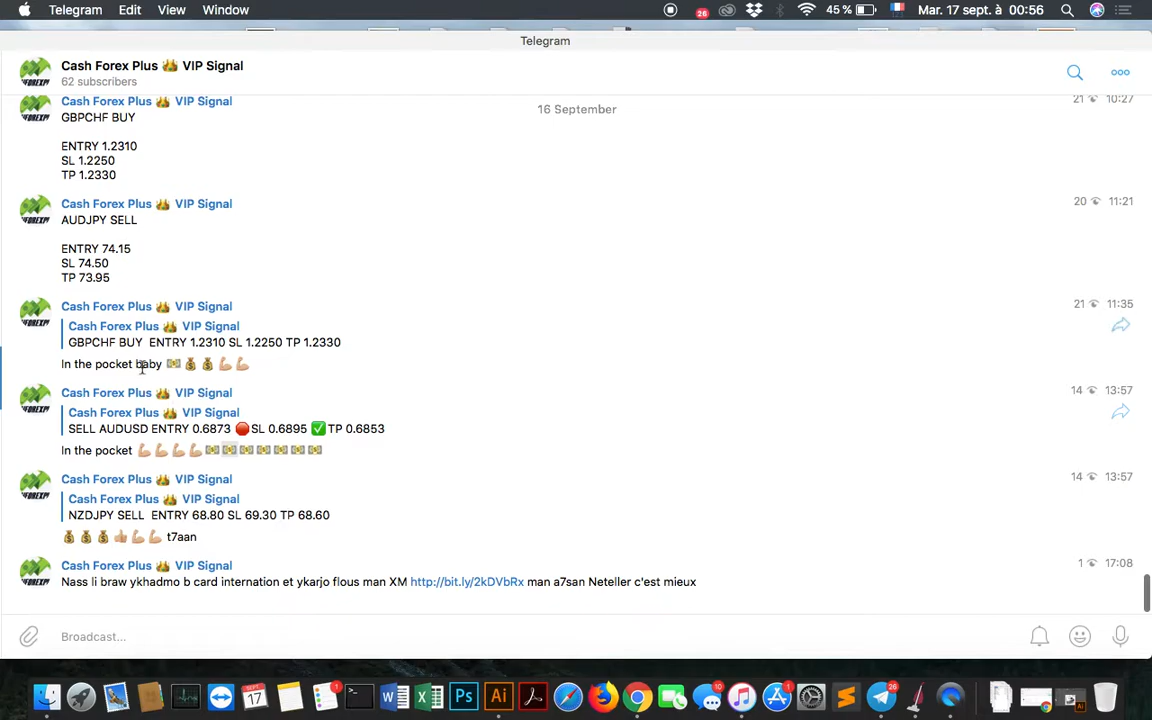 Telegram Edit View Window 26 45 % Mar. 17 sept. à 00:56
Telegram
Cash Forex Plus 👑 VIP Signal
62 subscribers
Cash Forex Plus 👑 VIP Signal 21 10:27
16 September
GBPCHF BUY
ENTRY 1.2310
SL 1.2250
TP 1.2330
Cash Forex Plus 👑 VIP Signal 20 11:21
AUDJPY SELL
ENTRY 74.15
SL 74.50
TP 73.95
Cash Forex Plus 👑 VIP Signal 21 11:35
Cash Forex Plus 👑 VIP Signal
GBPCHF BUY ENTRY 1.2310 SL 1.2250 TP 1.2330
In the pocket baby 💵💰💰💪🏼💪🏼
Cash Forex Plus 👑 VIP Signal 14 13:57
Cash Forex Plus 👑 VIP Signal
SELL AUDUSD ENTRY 0.6873 🔴 SL 0.6895 ✅ TP 0.6853
In the pocket 💪🏼💪🏼💪🏼💪🏼💵💵💵💵💵💵💵
Cash Forex Plus 👑 VIP Signal 14 13:57
Cash Forex Plus 👑 VIP Signal
NZDJPY SELL ENTRY 68.80 SL 69.30 TP 68.60
💰💰💰👍🏼💪🏼💪🏼 t7aan
Cash Forex Plus 👑 VIP Signal 1 17:08
Nass li braw ykhadmo b card internation et ykarjo flous man XM http://bit.ly/2kDVbRx man a7san Neteller c'est mieux
Broadcast...